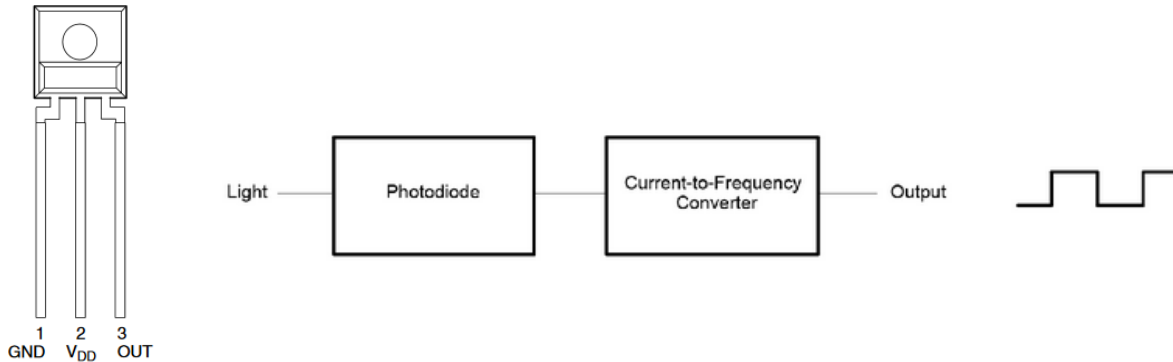 Light
Photodiode
Current-to-Frequency
Converter
Output
1 2 3
GND VDD OUT